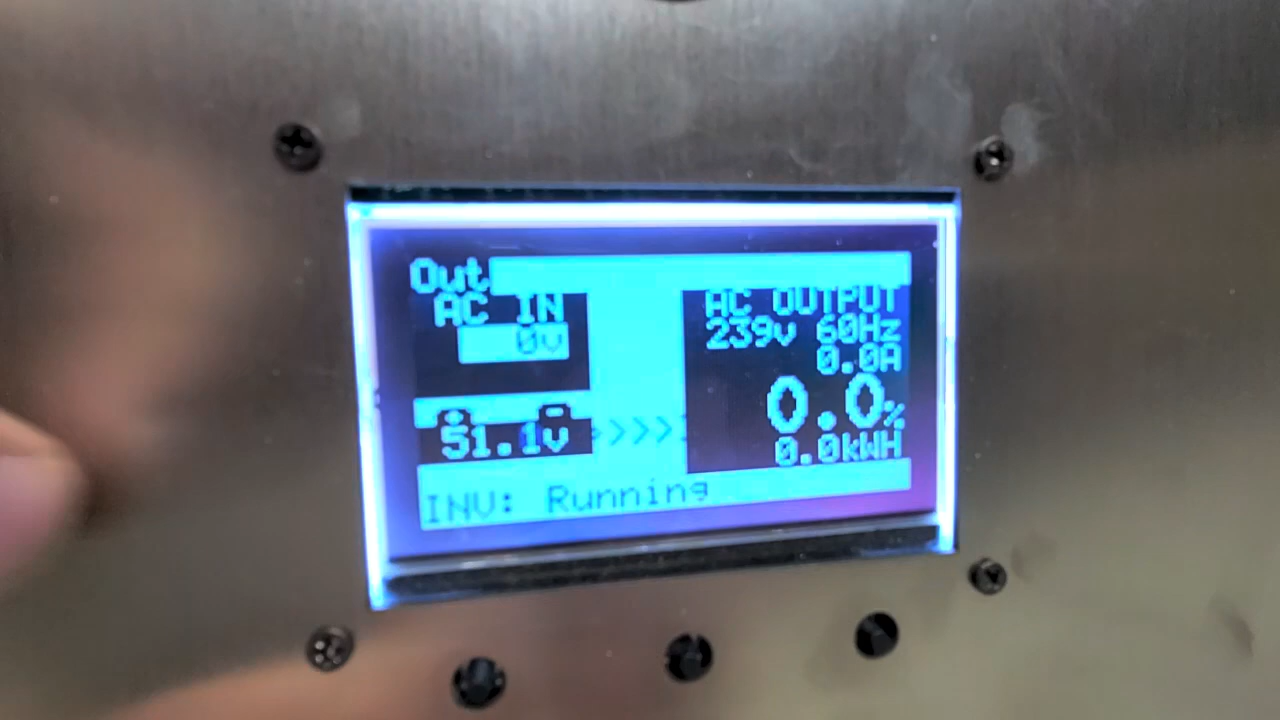 Out
AC IN
0v
51.1v
>>>>
AC OUTPUT
239v 60Hz
0.0A
0.0%
0.0kWH
INV: Running